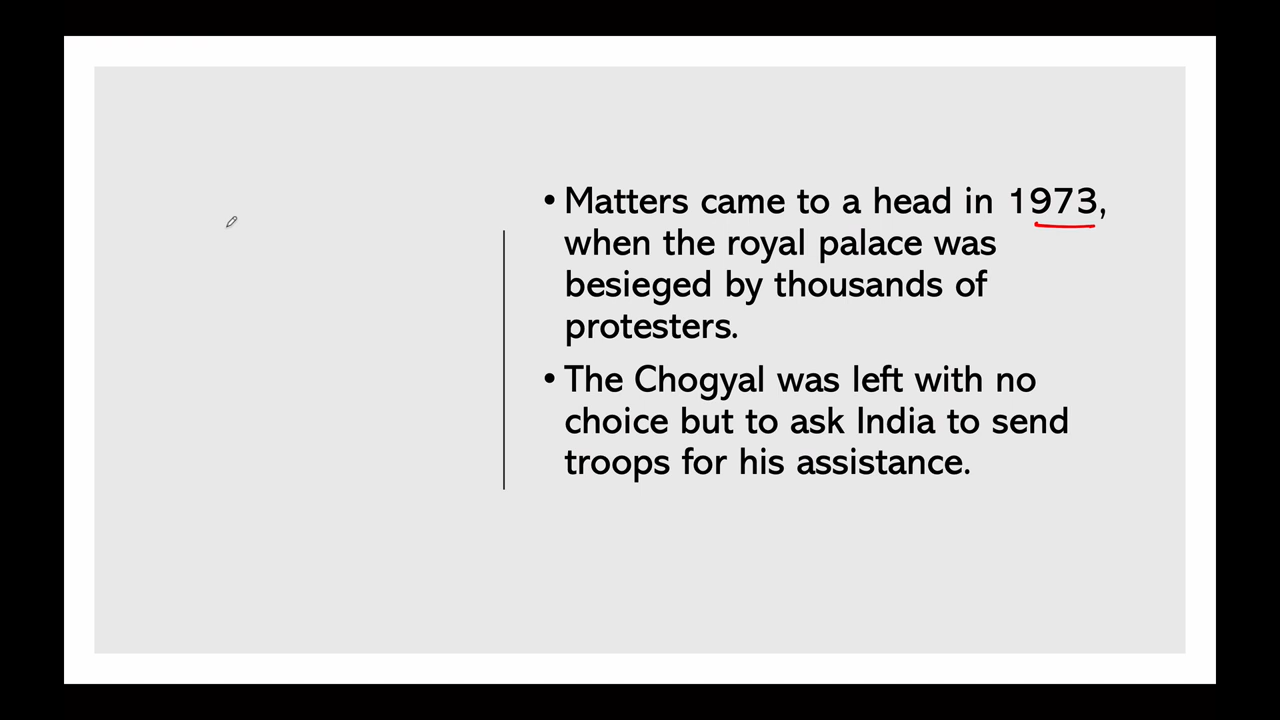 • Matters came to a head in 1973,
when the royal palace was
besieged by thousands of
protesters.
• The Chogyal was left with no
choice but to ask India to send
troops for his assistance.